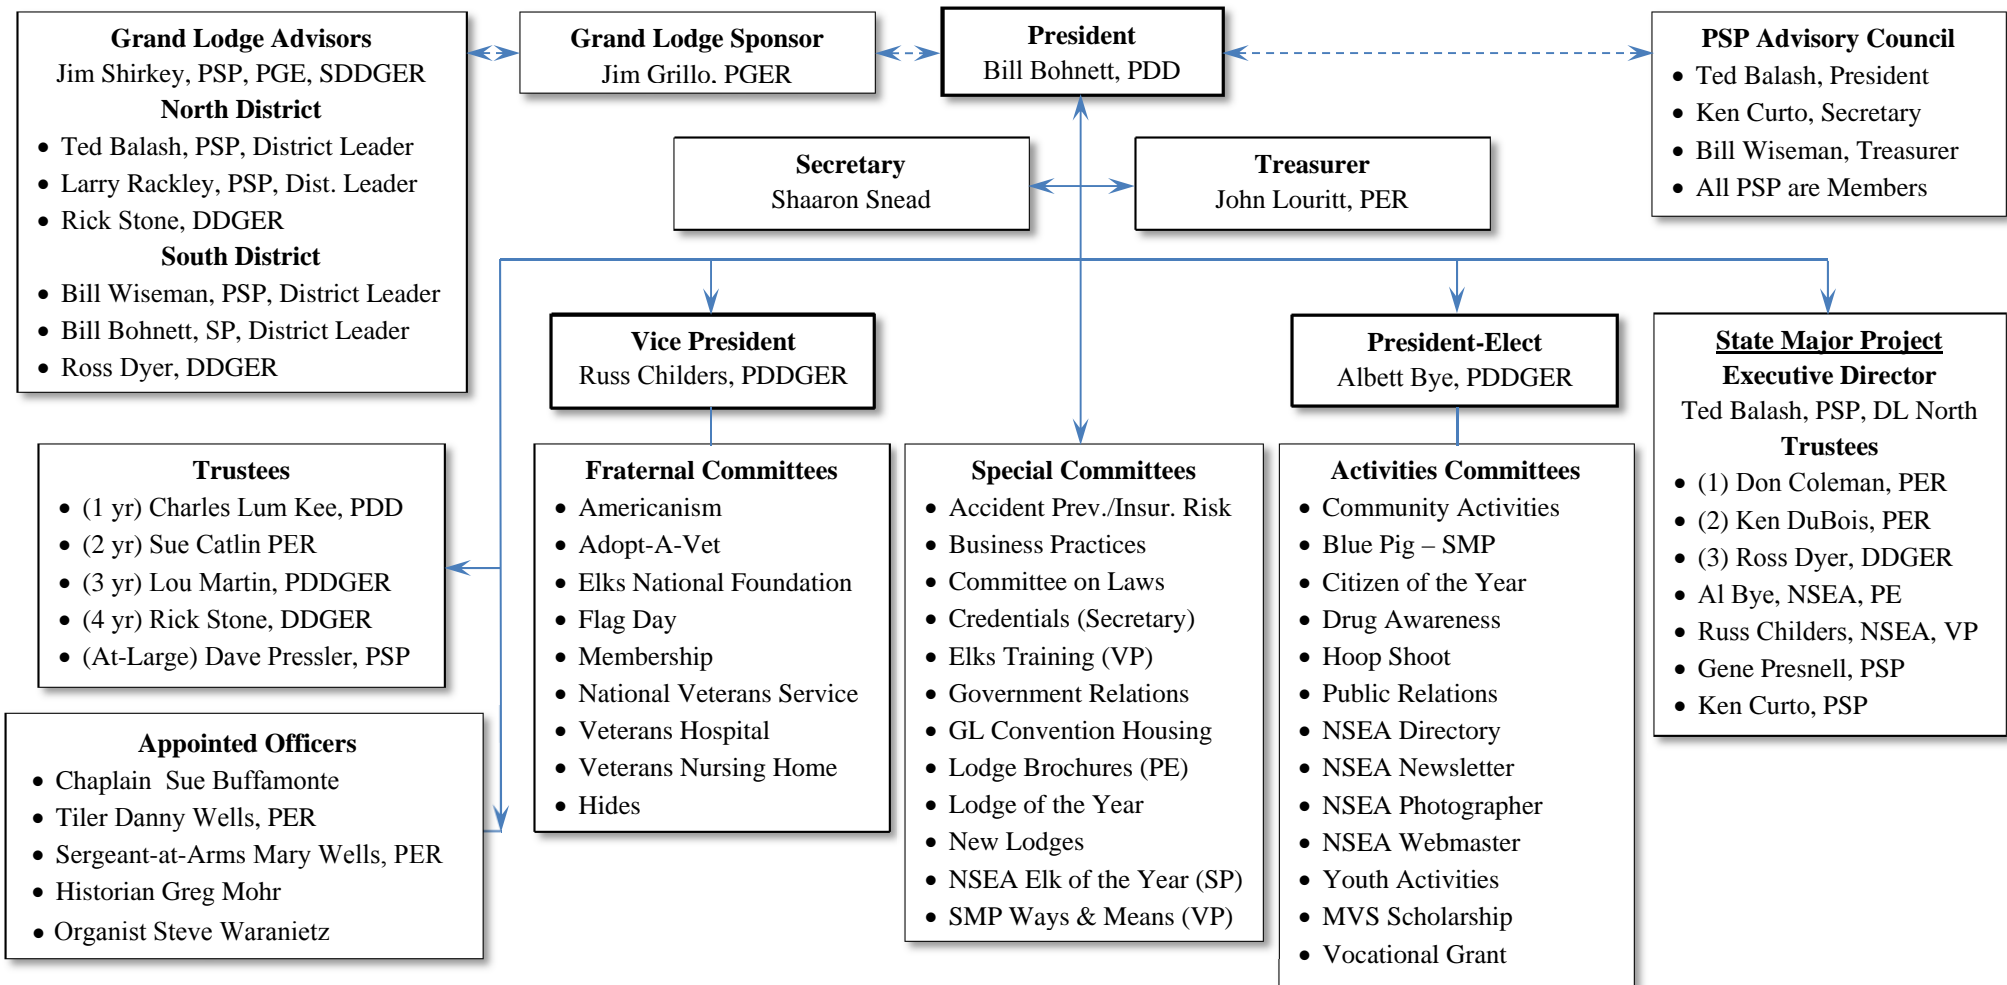 Grand Lodge Advisors
Jim Shirkey, PSP, PGE, SDDGER
North District
• Ted Balash, PSP, District Leader
• Larry Rackley, PSP, Dist. Leader
• Rick Stone, DDGER
South District
• Bill Wiseman, PSP, District Leader
• Bill Bohnett, SP, District Leader
• Ross Dyer, DDGER
Grand Lodge Sponsor
Jim Grillo. PGER
President
Bill Bohnett, PDD
PSP Advisory Council
• Ted Balash, President
• Ken Curto, Secretary
• Bill Wiseman, Treasurer
• All PSP are Members
Secretary
Shaaron Snead
Treasurer
John Louritt, PER
Vice President
Russ Childers, PDDGER
President-Elect
Albett Bye, PDDGER
State Major Project
Executive Director
Ted Balash, PSP, DL North
Trustees
• (1) Don Coleman, PER
• (2) Ken DuBois, PER
• (3) Ross Dyer, DDGER
• Al Bye, NSEA, PE
• Russ Childers, NSEA, VP
• Gene Presnell, PSP
• Ken Curto, PSP
Trustees
• (1 yr) Charles Lum Kee, PDD
• (2 yr) Sue Catlin PER
• (3 yr) Lou Martin, PDDGER
• (4 yr) Rick Stone, DDGER
• (At-Large) Dave Pressler, PSP
Fraternal Committees
• Americanism
• Adopt-A-Vet
• Elks National Foundation
• Flag Day
• Membership
• National Veterans Service
• Veterans Hospital
• Veterans Nursing Home
• Hides
Special Committees
• Accident Prev./Insur. Risk
• Business Practices
• Committee on Laws
• Credentials (Secretary)
• Elks Training (VP)
• Government Relations
• GL Convention Housing
• Lodge Brochures (PE)
• Lodge of the Year
• New Lodges
• NSEA Elk of the Year (SP)
• SMP Ways & Means (VP)
Activities Committees
• Community Activities
• Blue Pig – SMP
• Citizen of the Year
• Drug Awareness
• Hoop Shoot
• Public Relations
• NSEA Directory
• NSEA Newsletter
• NSEA Photographer
• NSEA Webmaster
• Youth Activities
• MVS Scholarship
• Vocational Grant
Appointed Officers
• Chaplain  Sue Buffamonte
• Tiler Danny Wells, PER
• Sergeant-at-Arms Mary Wells, PER
• Historian Greg Mohr
• Organist Steve Waranietz